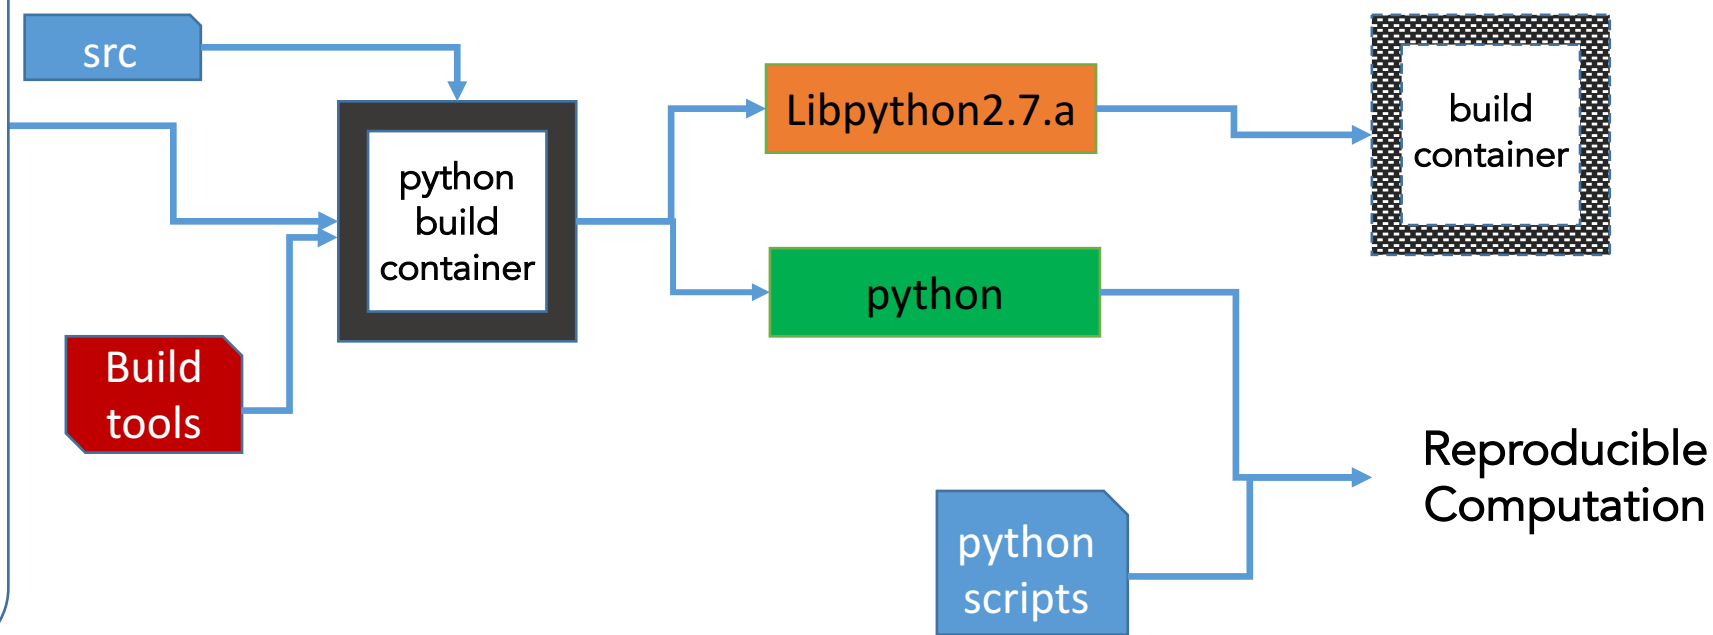 src
python
build
container
Build
tools
Libpython2.7.a
python
build
container
python
scripts
Reproducible
Computation